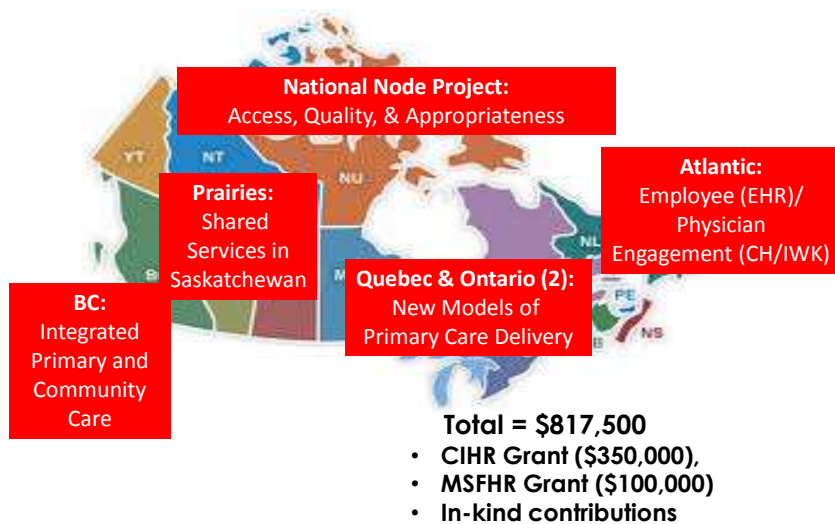 National Node Project:
Access, Quality, & Appropriateness
YT
NT
NU
Prairies:
Shared
Services in
Saskatchewan
Atlantic:
Employee (EHR)/
Physician
Engagement (CH/IWK)
NL
PE
NS
BC:
Integrated
Primary and
Community
Care
Quebec & Ontario (2):
New Models of
Primary Care Delivery
Total = $817,500
• CIHR Grant ($350,000),
• MSFHR Grant ($100,000)
• In-kind contributions